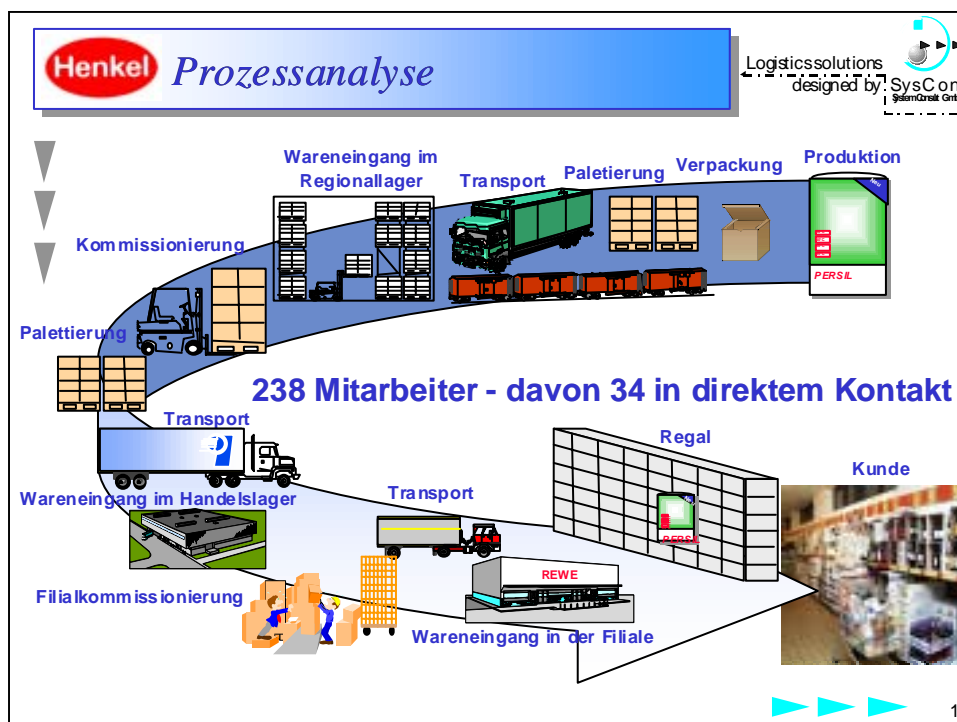 Henkel
Prozessanalyse
Logisticssolutions
designed by SysCon
Wareneingang im
Regionallager
Transport
Paletierung
Verpackung
Produktion
Neu
PERSIL
Kommissionierung
Palettierung
238 Mitarbeiter - davon 34 in direktem Kontakt
Transport
Regal
Kunde
Wareneingang im Handelslager
Transport
PERSIL
REWE
Filialkommissionierung
Wareneingang in der Filiale
1